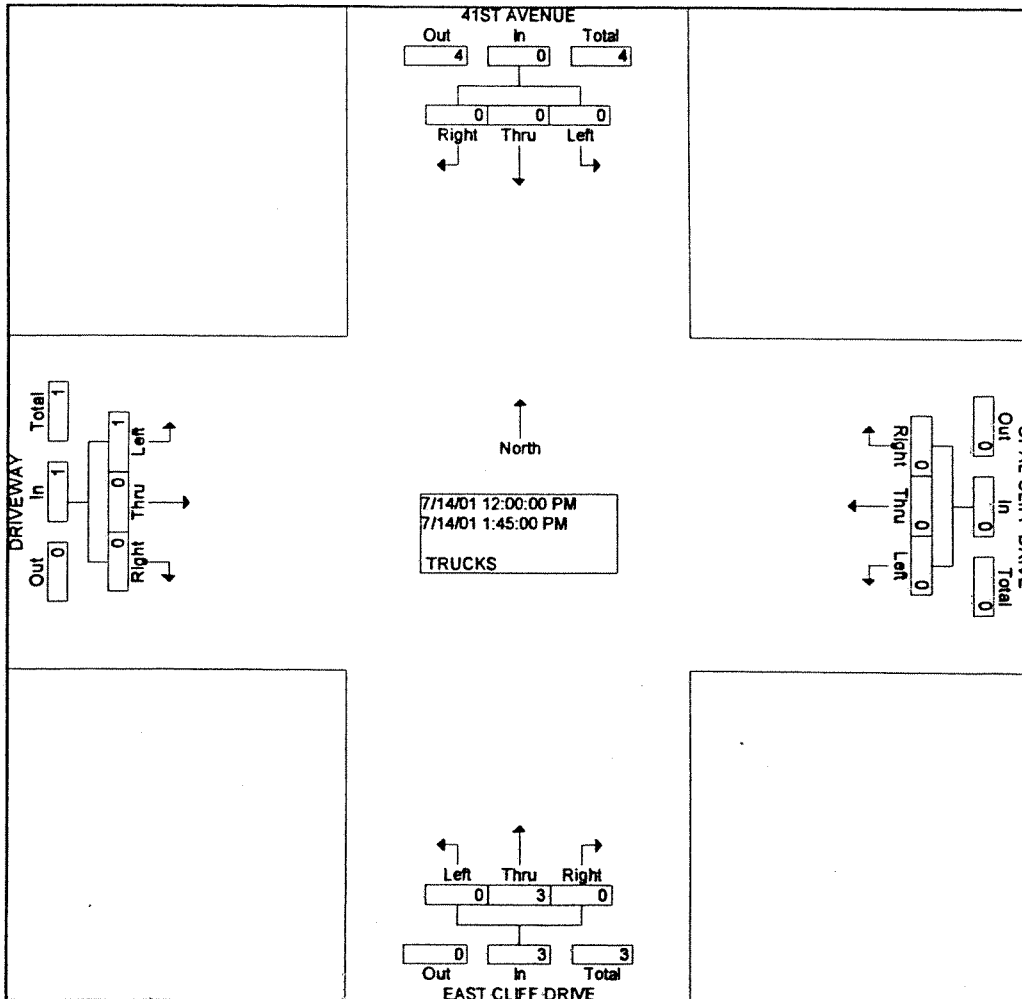 41ST AVENUE
Out In Total
4 0 4
0 0 0
Right Thru Left
Total
1
In
1
Out
0
DRIVEWAY
1 0 0
Left Thru Right
North
7/14/01 12:00:00 PM
7/14/01 1:45:00 PM
TRUCKS
Right Thru Left
0 0 0
Out
0
In
0
Total
0
DRIVE
Left Thru Right
0 3 0
0 3 3
Out In Total
EAST CLIFF DRIVE